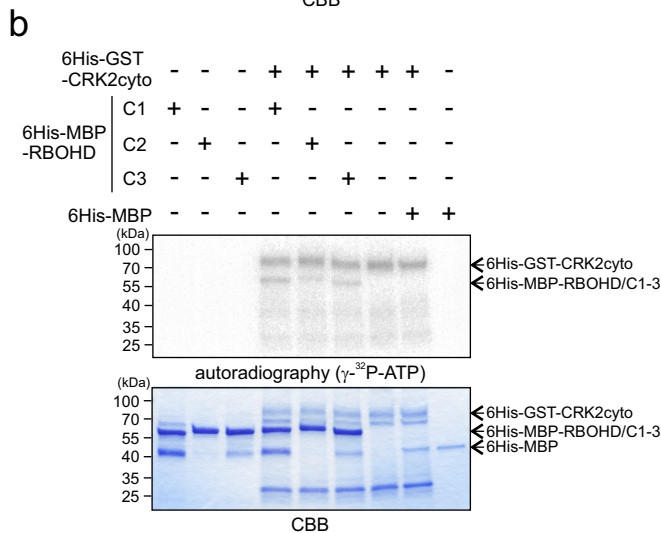 CBB
b
6His-GST
-CRK2cyto - - - + + + + + -
6His-MBP
-RBOHD
C1 + - - + - - - - -
C2 - + - - + - - - -
C3 - - + - - + - - -
6His-MBP - - - - - - - + +
(kDa)
100
70
55
40
35
25
6His-GST-CRK2cyto
6His-MBP-RBOHD/C1-3
autoradiography (γ-³²P-ATP)
(kDa)
100
70
55
40
35
25
6His-GST-CRK2cyto
6His-MBP-RBOHD/C1-3
6His-MBP
CBB